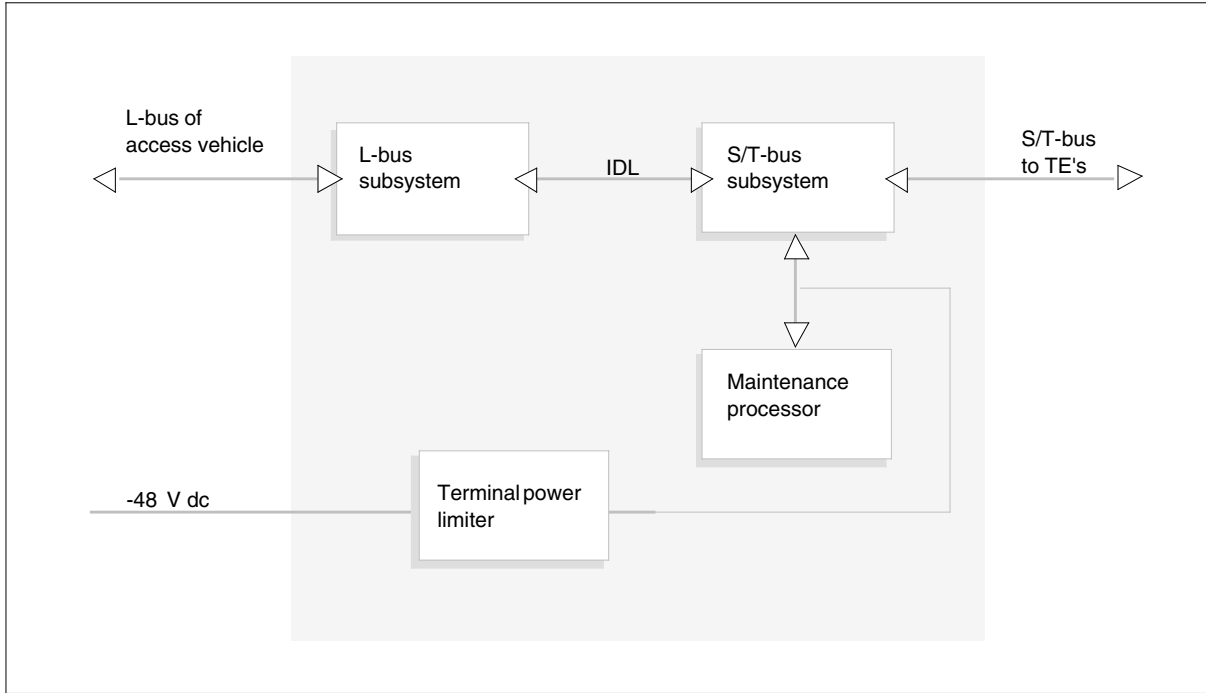 L-bus of
access vehicle
L-bus
subsystem
IDL
S/T-bus
subsystem
S/T-bus
to TE's
Maintenance
processor
-48 V dc
Terminal power
limiter